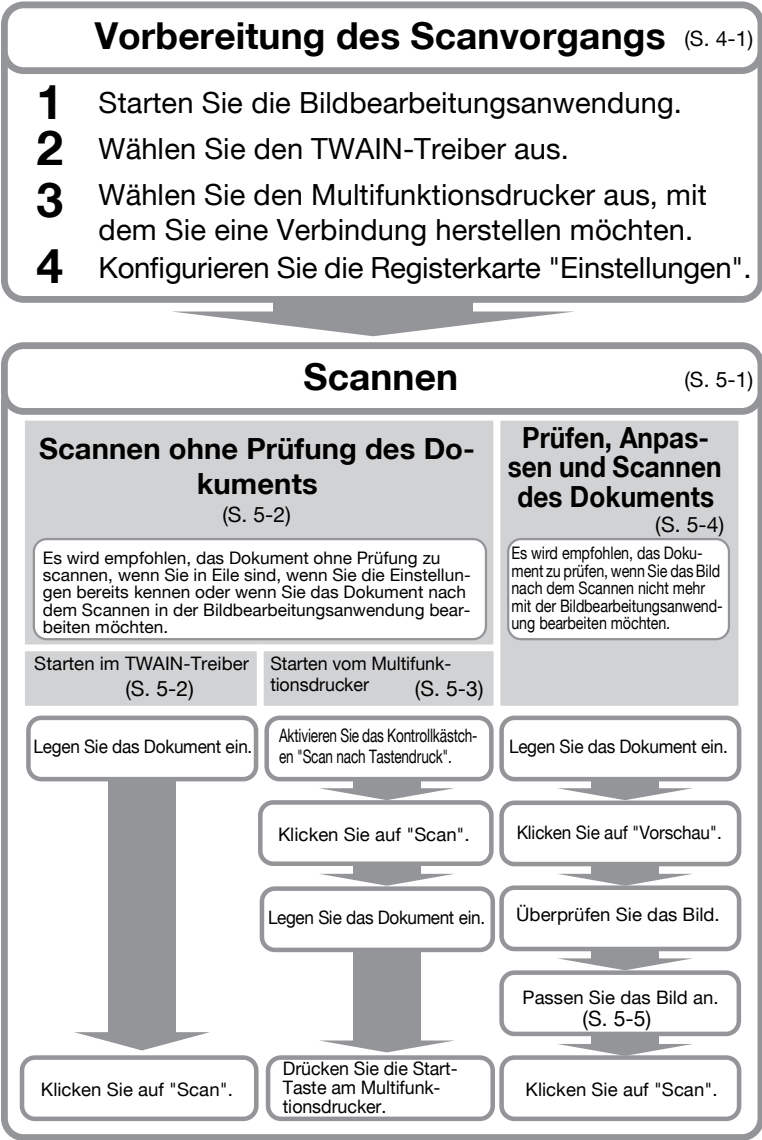 Vorbereitung des Scanvorgangs (S. 4-1)
1 Starten Sie die Bildbearbeitungsanwendung.
2 Wählen Sie den TWAIN-Treiber aus.
3 Wählen Sie den Multifunktionsdrucker aus, mit
dem Sie eine Verbindung herstellen möchten.
4 Konfigurieren Sie die Registerkarte "Einstellungen".
Scannen (S. 5-1)
Scannen ohne Prüfung des Do-
kuments
(S. 5-2)
Es wird empfohlen, das Dokument ohne Prüfung zu
scannen, wenn Sie in Eile sind, wenn Sie die Einstellun-
gen bereits kennen oder wenn Sie das Dokument nach
dem Scannen in der Bildbearbeitungsanwendung bear-
beiten möchten.
Starten im TWAIN-Treiber
(S. 5-2)
Legen Sie das Dokument ein.
Klicken Sie auf "Scan".
Starten vom Multifunk-
tionsdrucker (S. 5-3)
Aktivieren Sie das Kontrollkästch-
en "Scan nach Tastendruck".
Klicken Sie auf "Scan".
Legen Sie das Dokument ein.
Drücken Sie die Start-
Taste am Multifunk-
tionsdrucker.
Prüfen, Anpas-
sen und Scannen
des Dokuments
(S. 5-4)
Es wird empfohlen, das Doku-
ment zu prüfen, wenn Sie das Bild
nach dem Scannen nicht mehr
mit der Bildbearbeitungsanwend-
ung bearbeiten möchten.
Legen Sie das Dokument ein.
Klicken Sie auf "Vorschau".
Überprüfen Sie das Bild.
Passen Sie das Bild an.
(S. 5-5)
Klicken Sie auf "Scan".